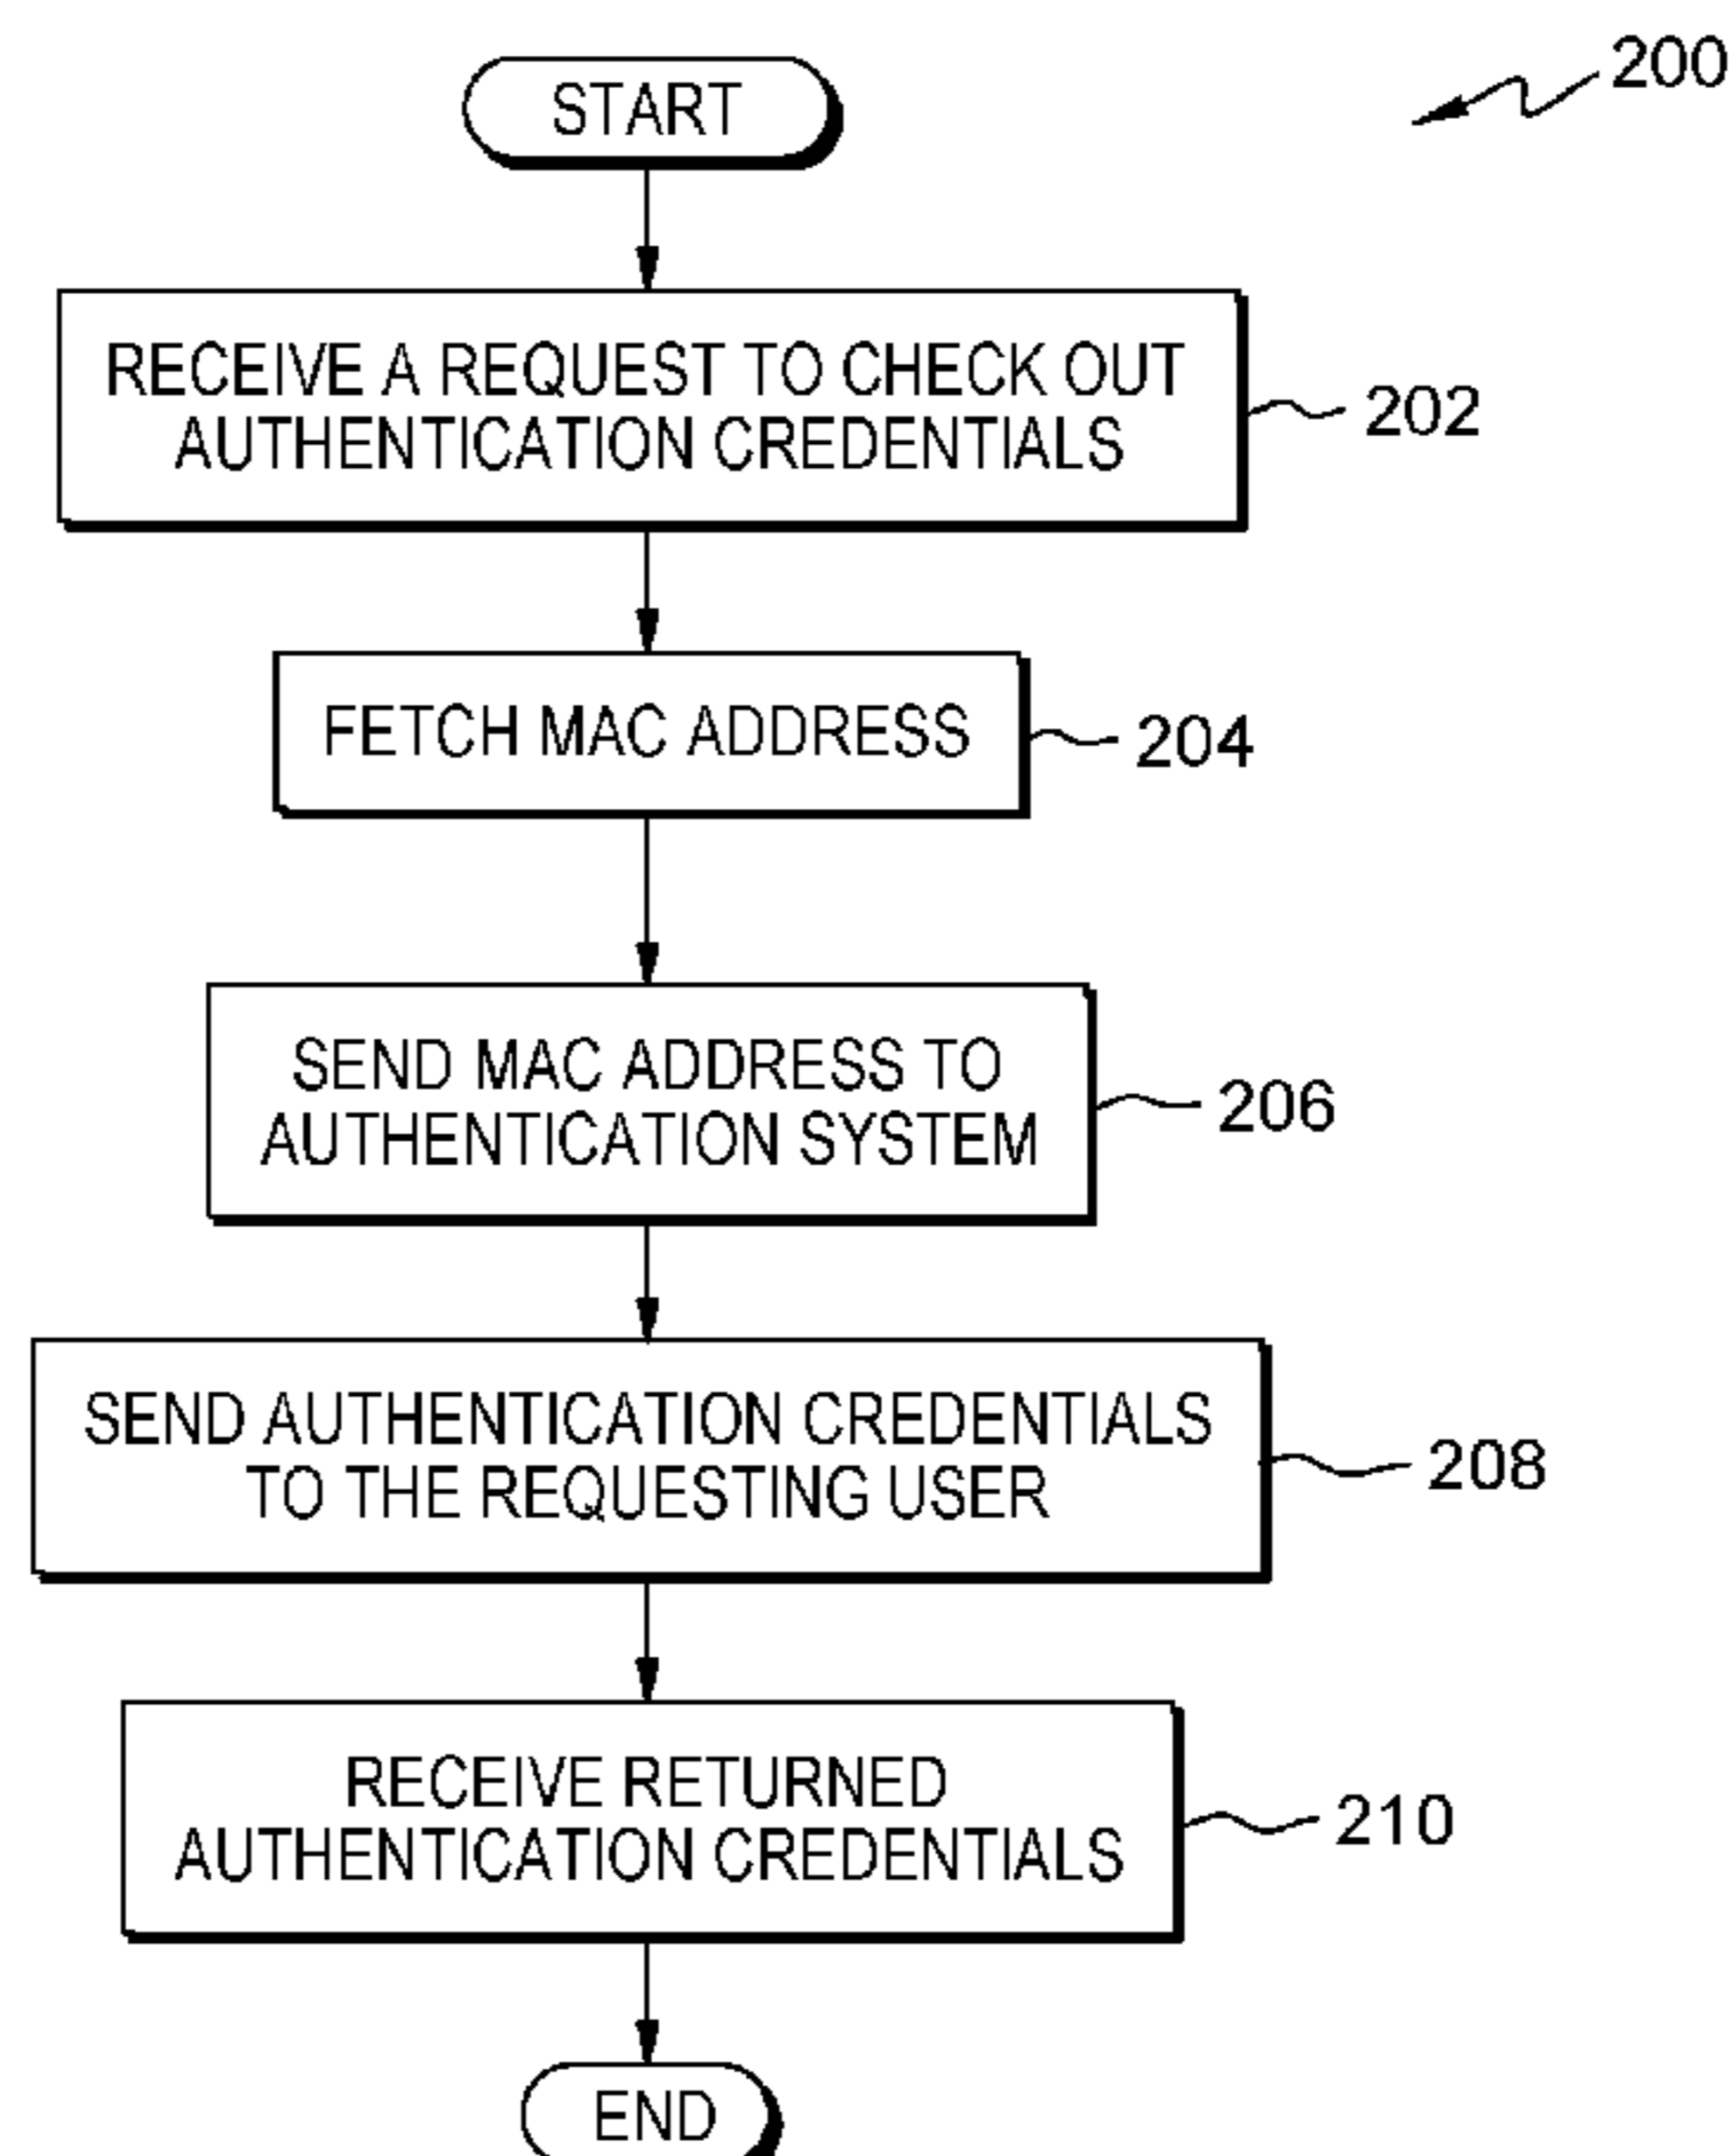 200
START
RECEIVE A REQUEST TO CHECK OUT
AUTHENTICATION CREDENTIALS
202
FETCH MAC ADDRESS
204
SEND MAC ADDRESS TO
AUTHENTICATION SYSTEM
206
SEND AUTHENTICATION CREDENTIALS
TO THE REQUESTING USER
208
RECEIVE RETURNED
AUTHENTICATION CREDENTIALS
210
END